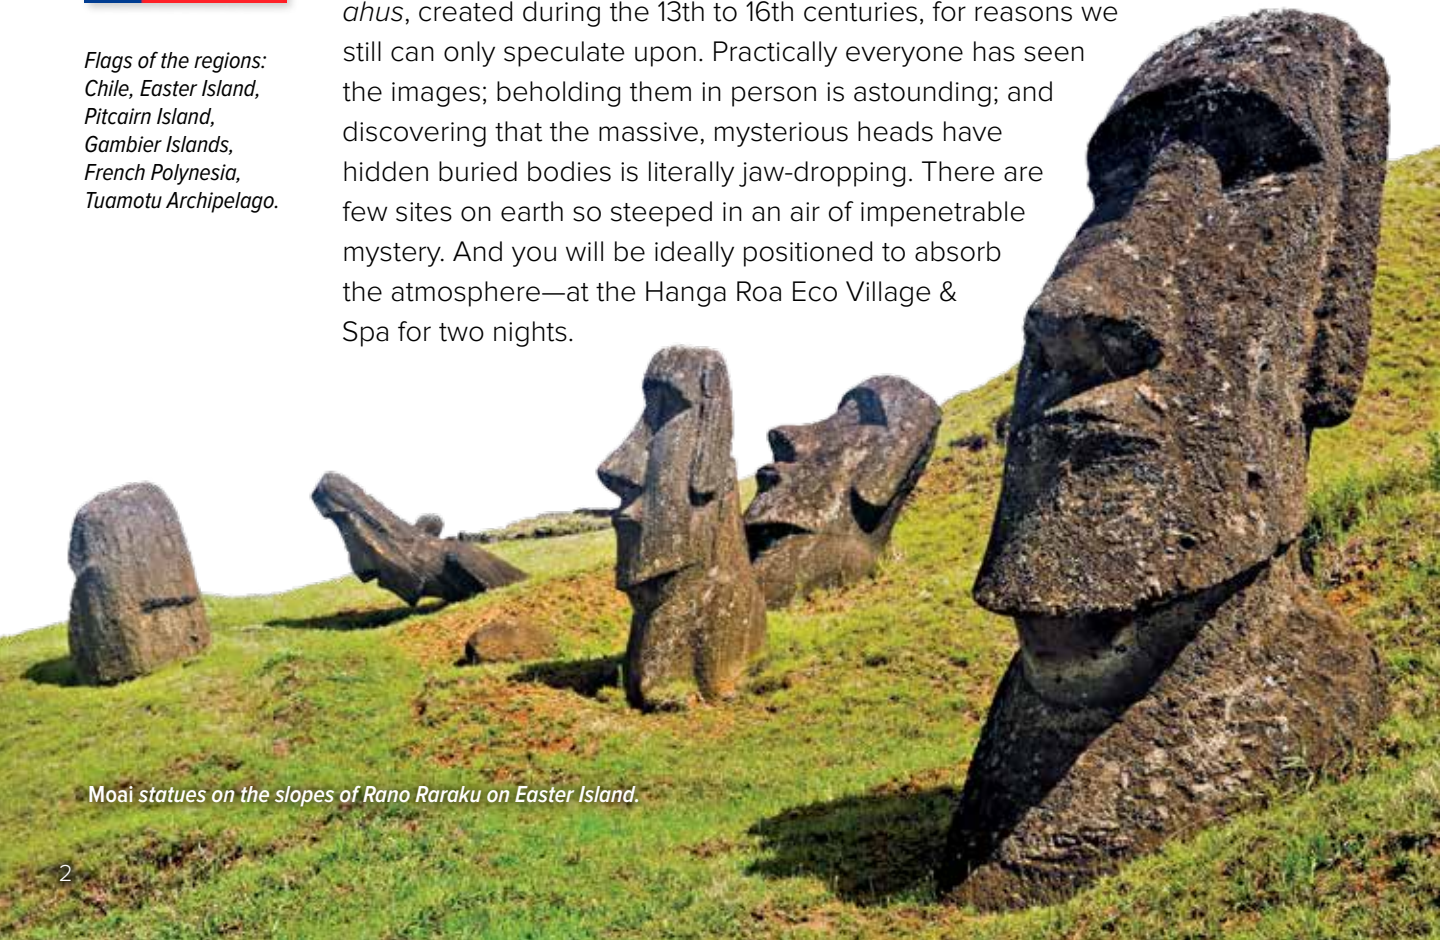 ahus, created during the 13th to 16th centuries, for reasons we
still can only speculate upon. Practically everyone has seen
the images; beholding them in person is astounding; and
discovering that the massive, mysterious heads have
hidden buried bodies is literally jaw-dropping. There are
few sites on earth so steeped in an air of impenetrable
mystery. And you will be ideally positioned to absorb
the atmosphere—at the Hanga Roa Eco Village &
Spa for two nights.
Flags of the regions:
Chile, Easter Island,
Pitcairn Island,
Gambier Islands,
French Polynesia,
Tuamotu Archipelago.
Moai statues on the slopes of Rano Raraku on Easter Island.
2